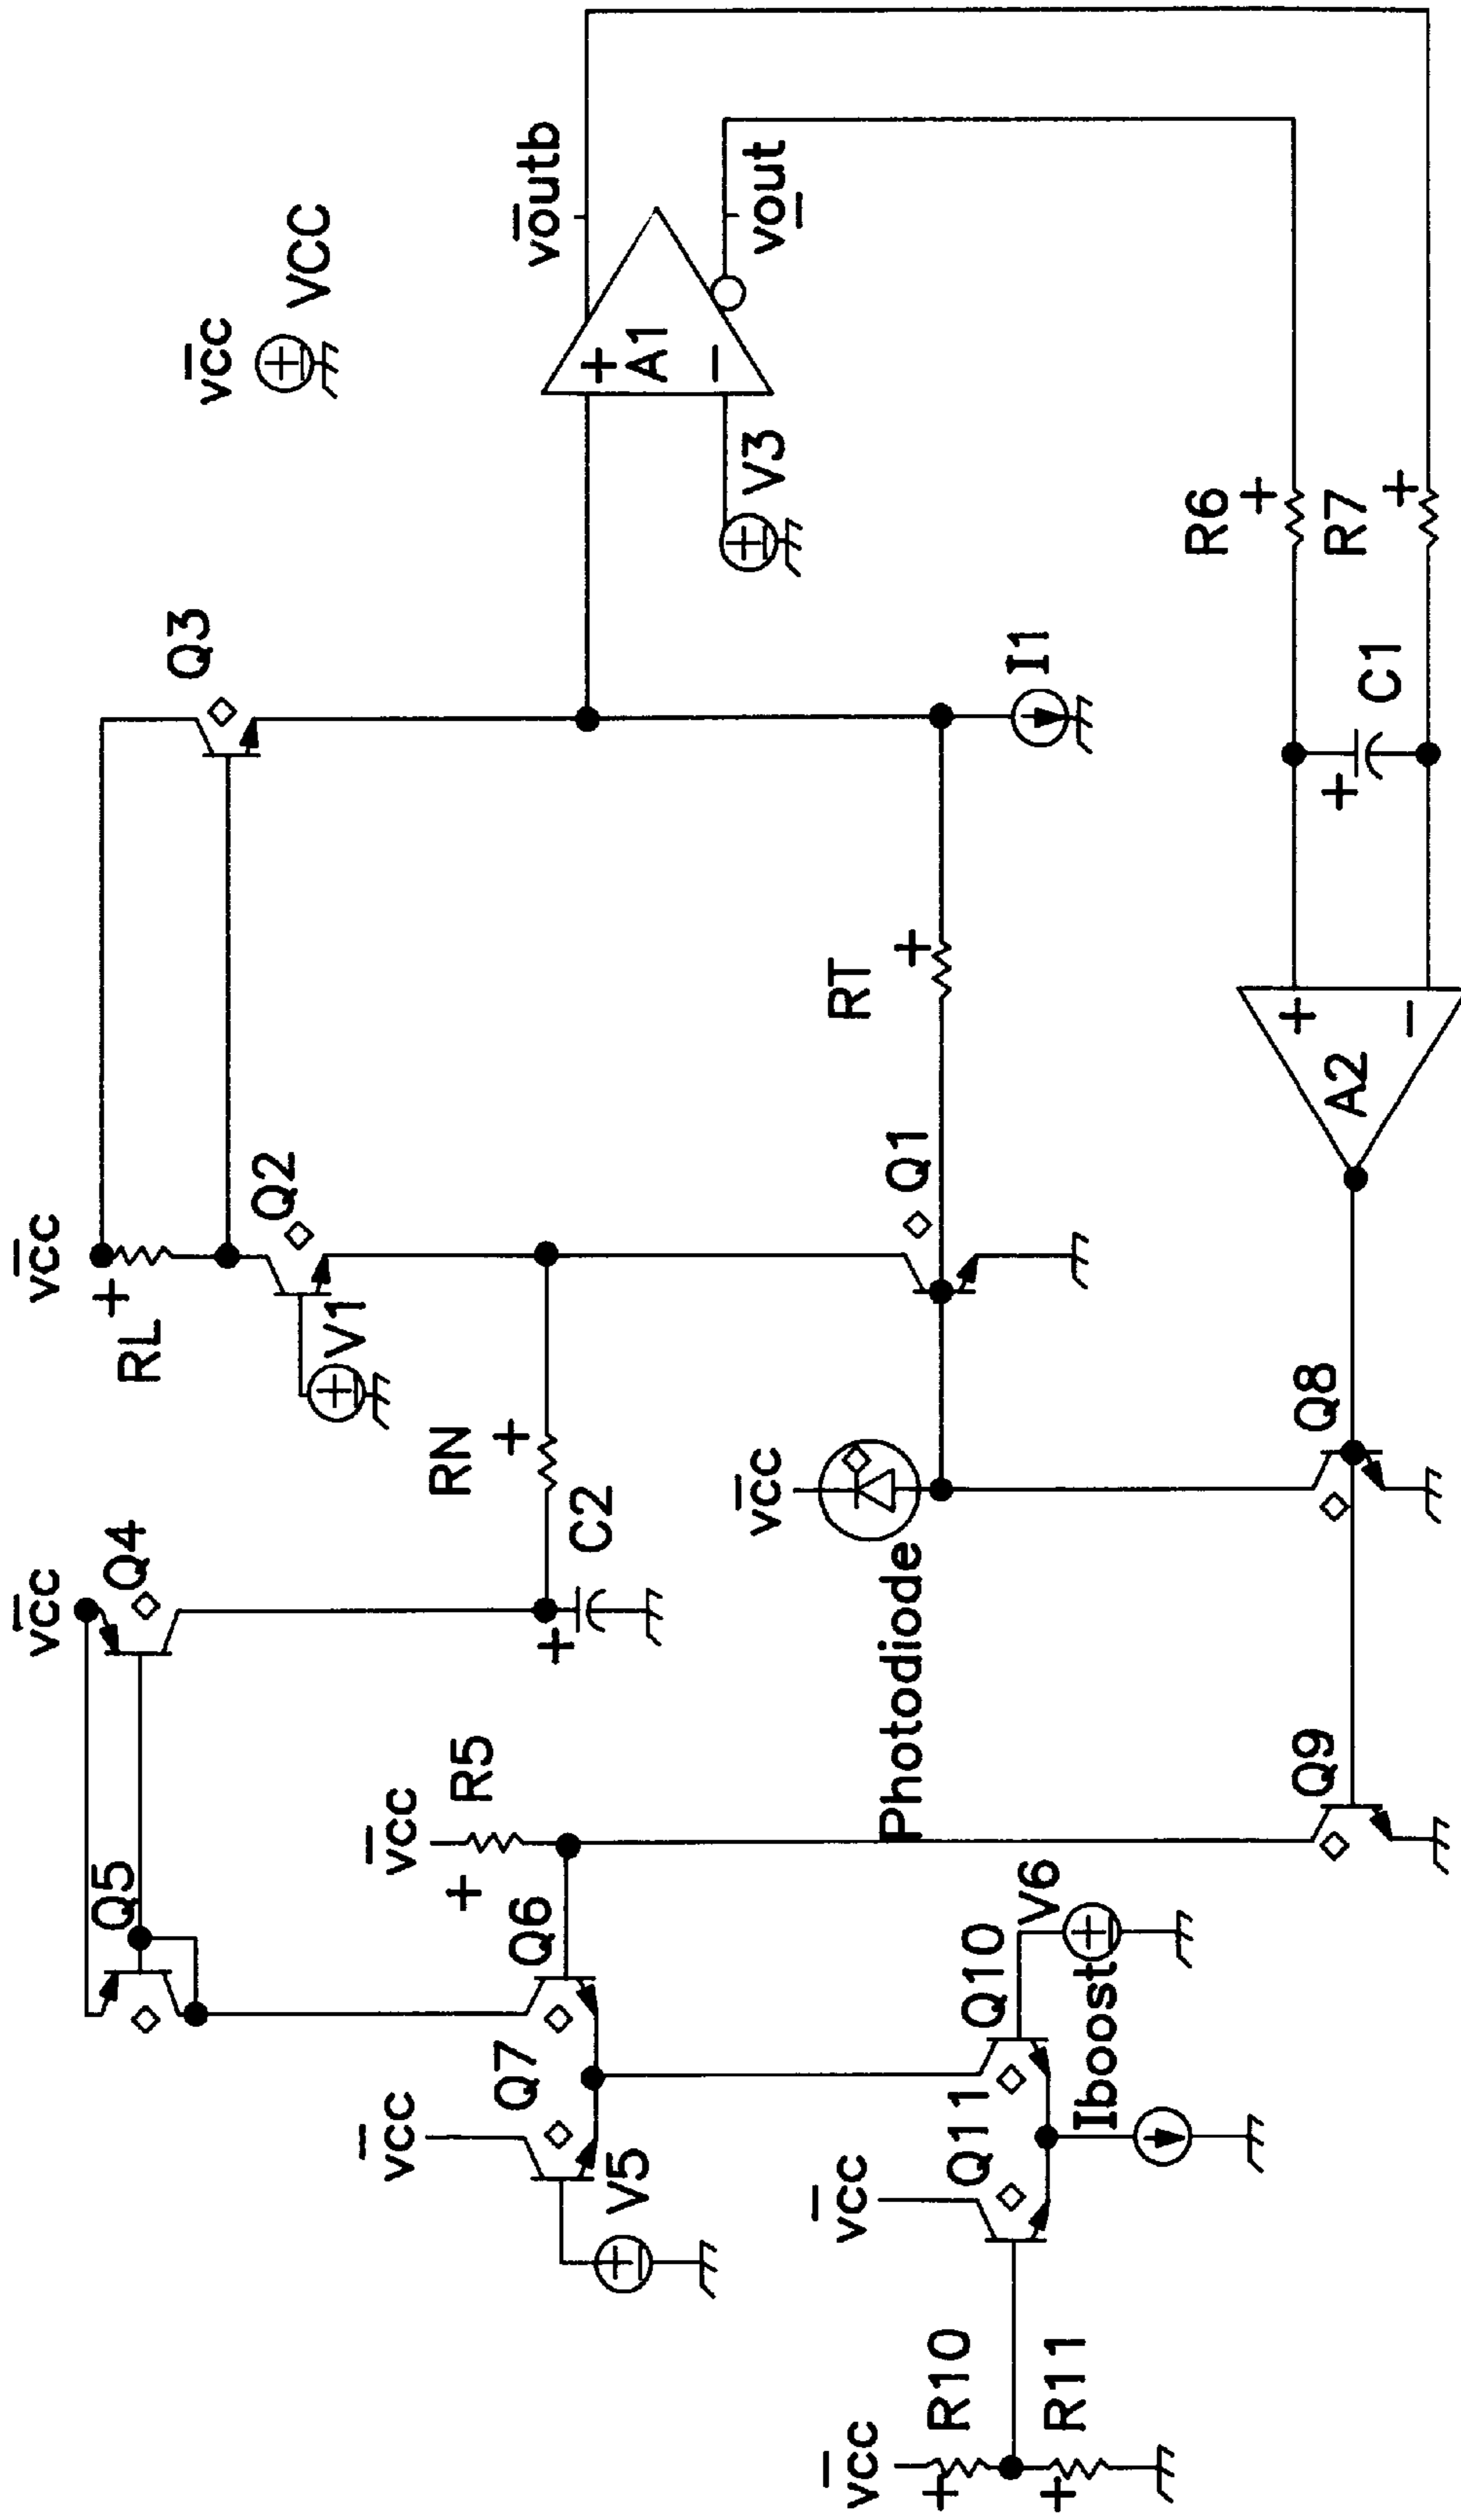 vcc
R10
R11
vcc
Q5
vcc
Q4
vcc
RL
Q3
vcc
VCC
Q2
V1
vcc
R5
RN
C2
Q6
Q7
vcc
V5
voutb
A1
+
−
vout
V3
vcc
Photodiode
Q1
RT
I1
vcc
Q11
Q10
V6
Iboost
Q9
Q8
A2
+
−
C1
R6
R7
+
+
+
+
+
+
+
+
+
+